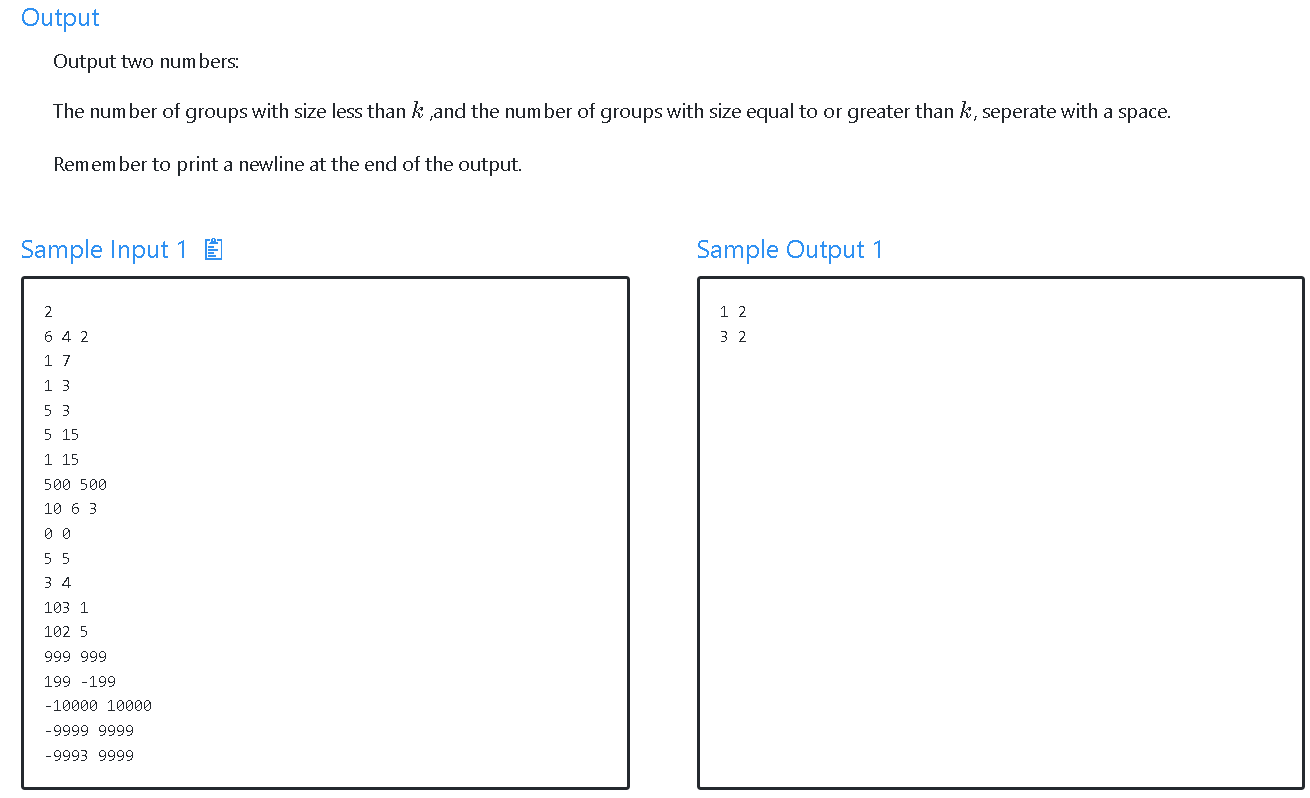 Output
Output two numbers:
The number of groups with size less than k ,and the number of groups with size equal to or greater than k, seperate with a space.
Remember to print a newline at the end of the output.
Sample Input 1
2
6 4 2
1 7
1 3
5 3
5 15
1 15
500 500
10 6 3
0 0
5 5
3 4
103 1
102 5
999 999
199 -199
-10000 10000
-9999 9999
-9993 9999
Sample Output 1
1 2
3 2